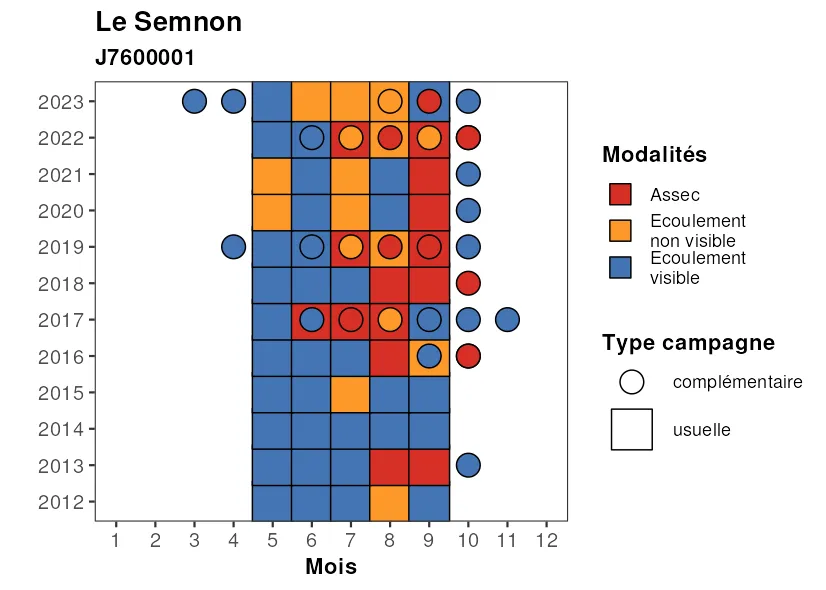 Le Semnon
J7600001
2023
2022
2021
2020
2019
2018
2017
2016
2015
2014
2013
2012
1 2 3 4 5 6 7 8 9 10 11 12
Mois
Modalités
Assec
Ecoulement
non visible
Ecoulement
visible
Type campagne
complémentaire
usuelle